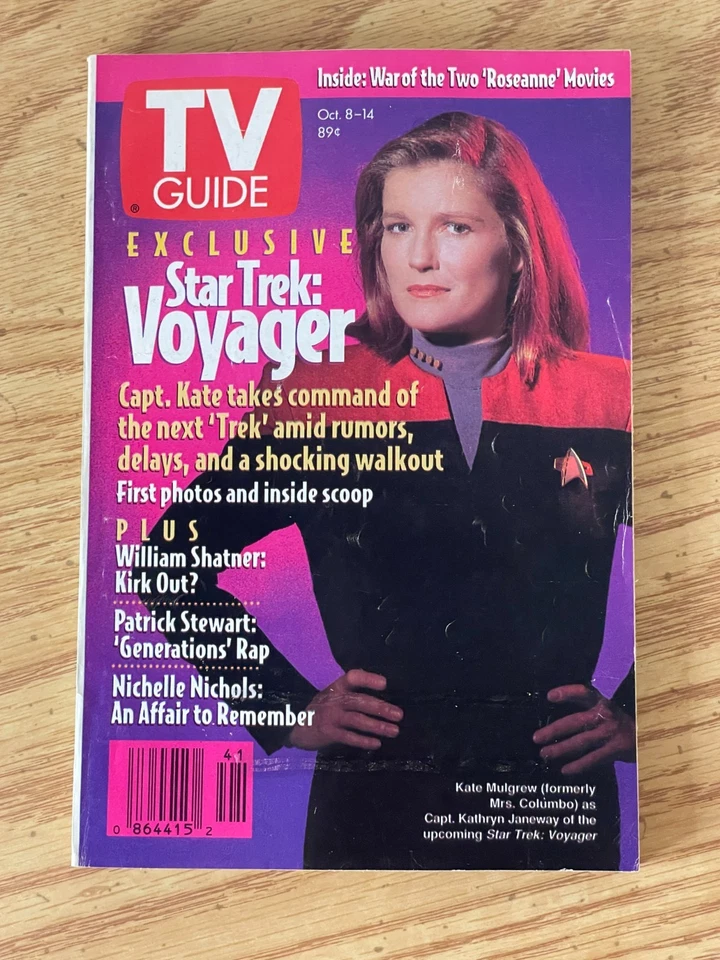 Inside: War of the Two 'Roseanne' Movies
TV
GUIDE
®
Oct. 8–14
89¢
EXCLUSIVE
Star Trek:
Voyager
Capt. Kate takes command of
the next 'Trek' amid rumors,
delays, and a shocking walkout
First photos and inside scoop
PLUS
William Shatner:
Kirk Out?
Patrick Stewart:
'Generations' Rap
Nichelle Nichols:
An Affair to Remember
41
0 864415 2
Kate Mulgrew (formerly
Mrs. Columbo) as
Capt. Kathryn Janeway of the
upcoming Star Trek: Voyager